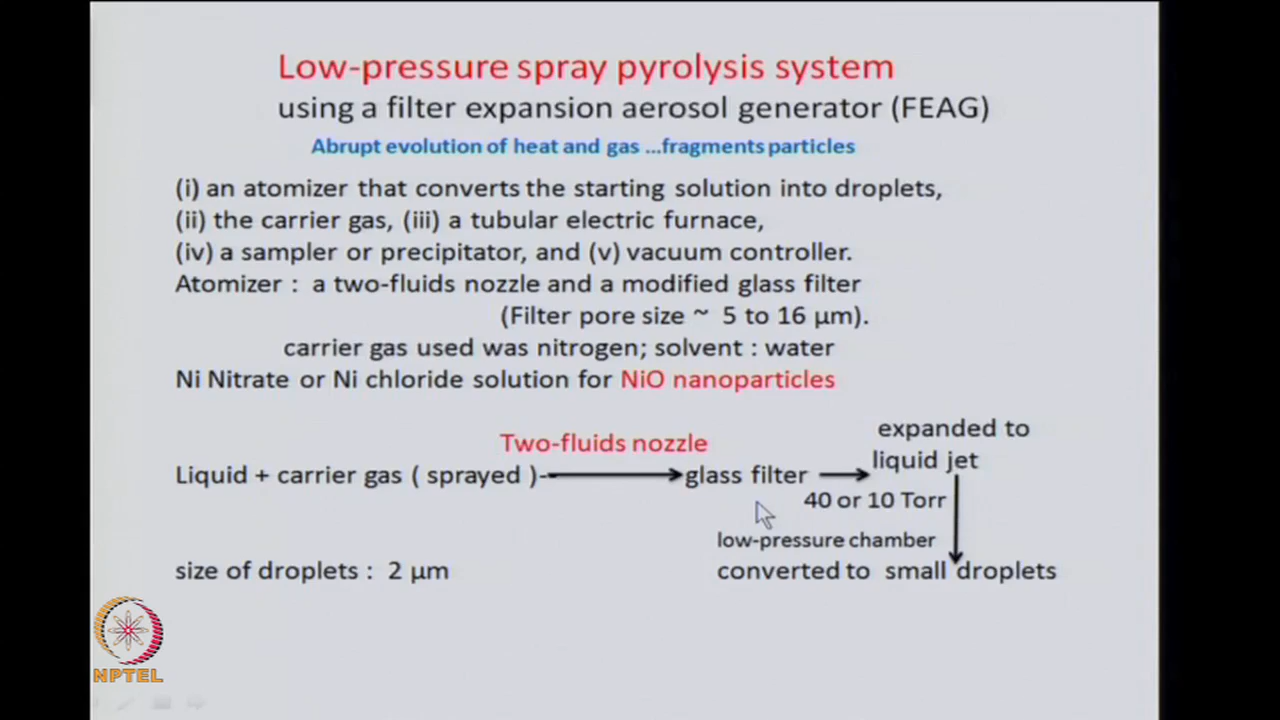 Low-pressure spray pyrolysis system
using a filter expansion aerosol generator (FEAG)
Abrupt evolution of heat and gas ...fragments particles
(i) an atomizer that converts the starting solution into droplets,
(ii) the carrier gas, (iii) a tubular electric furnace,
(iv) a sampler or precipitator, and (v) vacuum controller.
Atomizer : a two-fluids nozzle and a modified glass filter
(Filter pore size ~ 5 to 16 µm).
carrier gas used was nitrogen; solvent : water
Ni Nitrate or Ni chloride solution for NiO nanoparticles
Two-fluids nozzle
expanded to
liquid jet
Liquid + carrier gas ( sprayed )- glass filter
40 or 10 Torr
low-pressure chamber
size of droplets : 2 µm
converted to small droplets
NPTEL